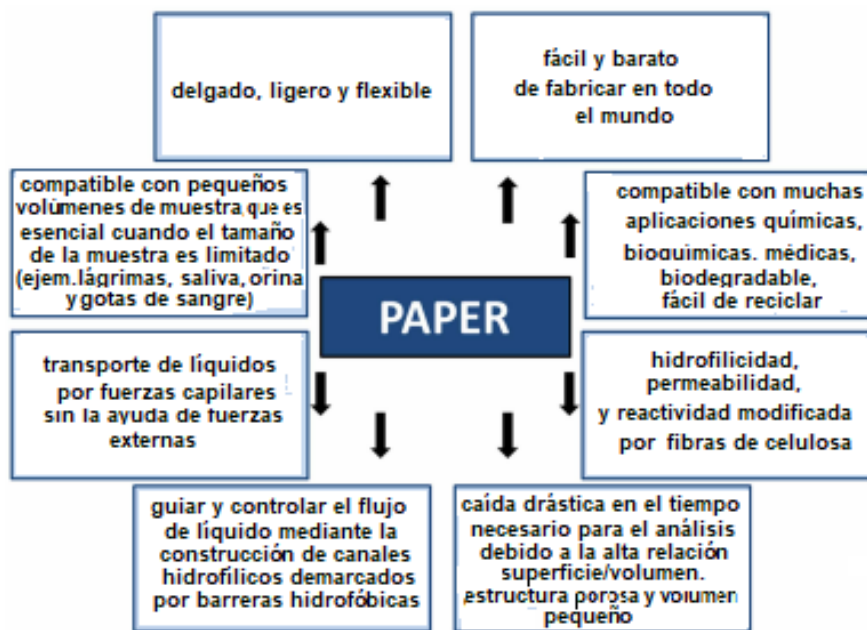 delgado, ligero y flexible
fácil y barato
de fabricar en todo
el mundo
compatible con pequeños
volúmenes de muestra que es
esencial cuando el tamaño
de la muestra es limitado
(ejem.lágrimas, saliva, orina
y gotas de sangre)
compatible con muchas
aplicaciones químicas,
bioquímicas. médicas,
biodegradable,
fácil de reciclar
PAPER
transporte de líquidos
por fuerzas capilares
sin la ayuda de fuerzas
externas
hidrofilicidad,
permeabilidad,
y reactividad modificada
por fibras de celulosa
guiar y controlar el flujo
de líquido mediante la
construcción de canales
hidrofílicos demarcados
por barreras hidrofóbicas
caída drástica en el tiempo
necesario para el análisis
debido a la alta relación
superficie/volumen.
estructura porosa y volumen
pequeño